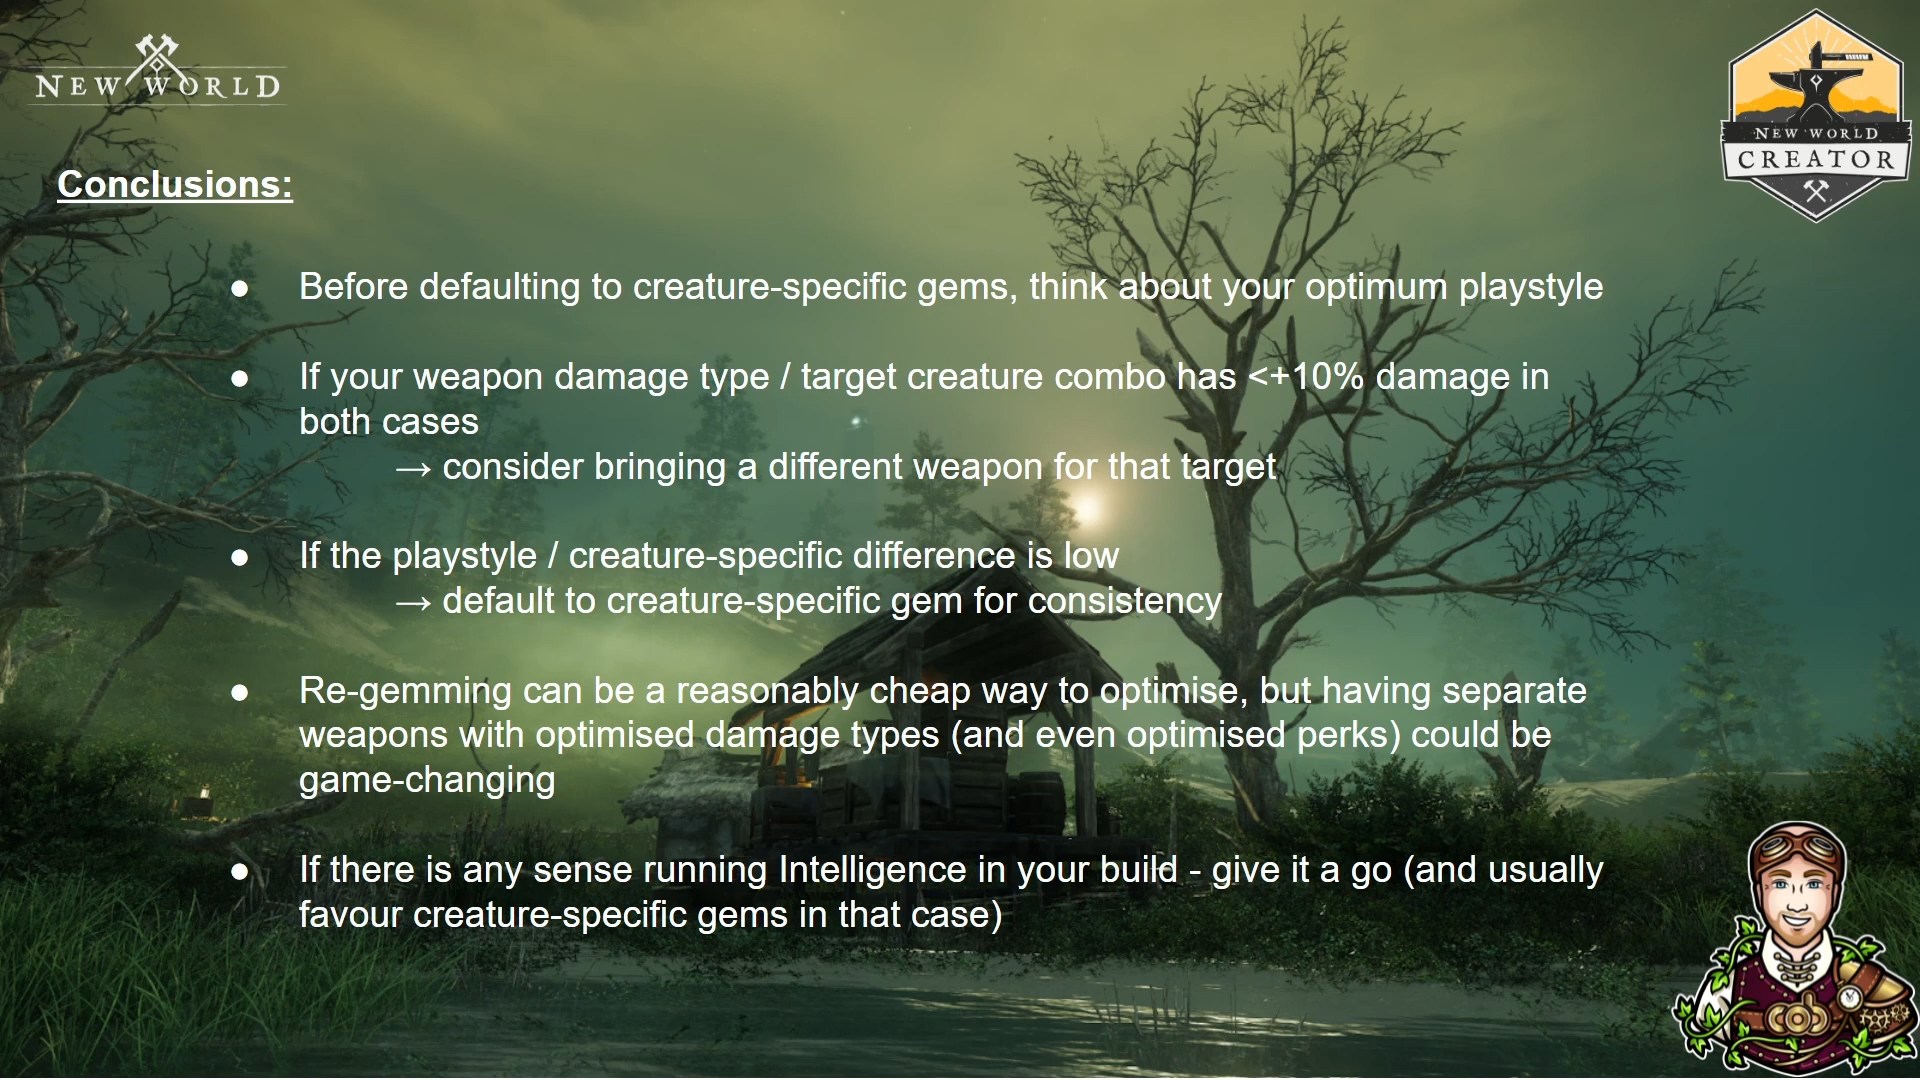 NEW WORLD
NEW WORLD
CREATOR
Conclusions:
● Before defaulting to creature-specific gems, think about your optimum playstyle
● If your weapon damage type / target creature combo has <+10% damage in
both cases
→ consider bringing a different weapon for that target
● If the playstyle / creature-specific difference is low
→ default to creature-specific gem for consistency
● Re-gemming can be a reasonably cheap way to optimise, but having separate
weapons with optimised damage types (and even optimised perks) could be
game-changing
● If there is any sense running Intelligence in your build - give it a go (and usually
favour creature-specific gems in that case)